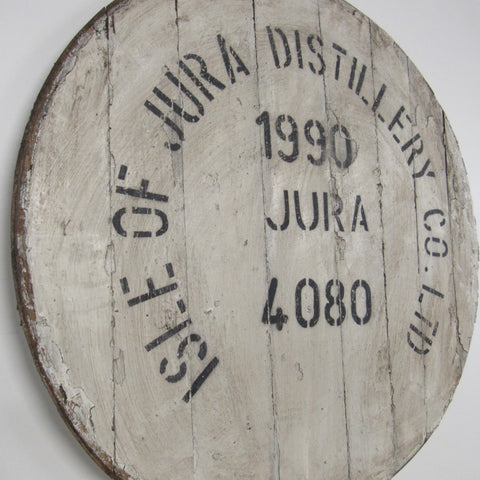 ISLE OF JURA DISTILLERY CO. LTD
1990
JURA
4080